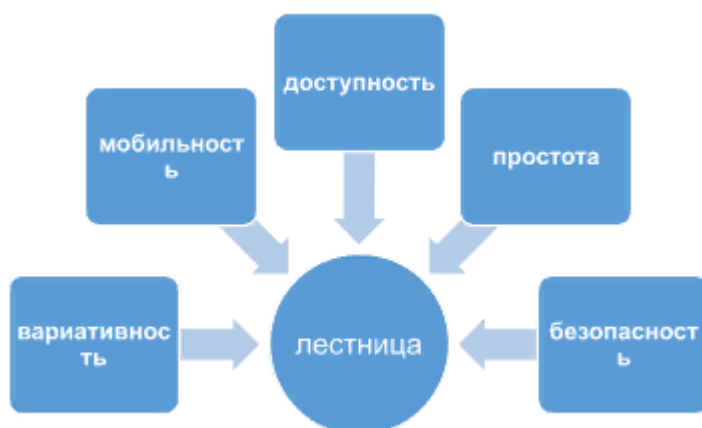 доступность
мобильност
ь
простота
вариативнос
ть
лестница
безопасност
ь